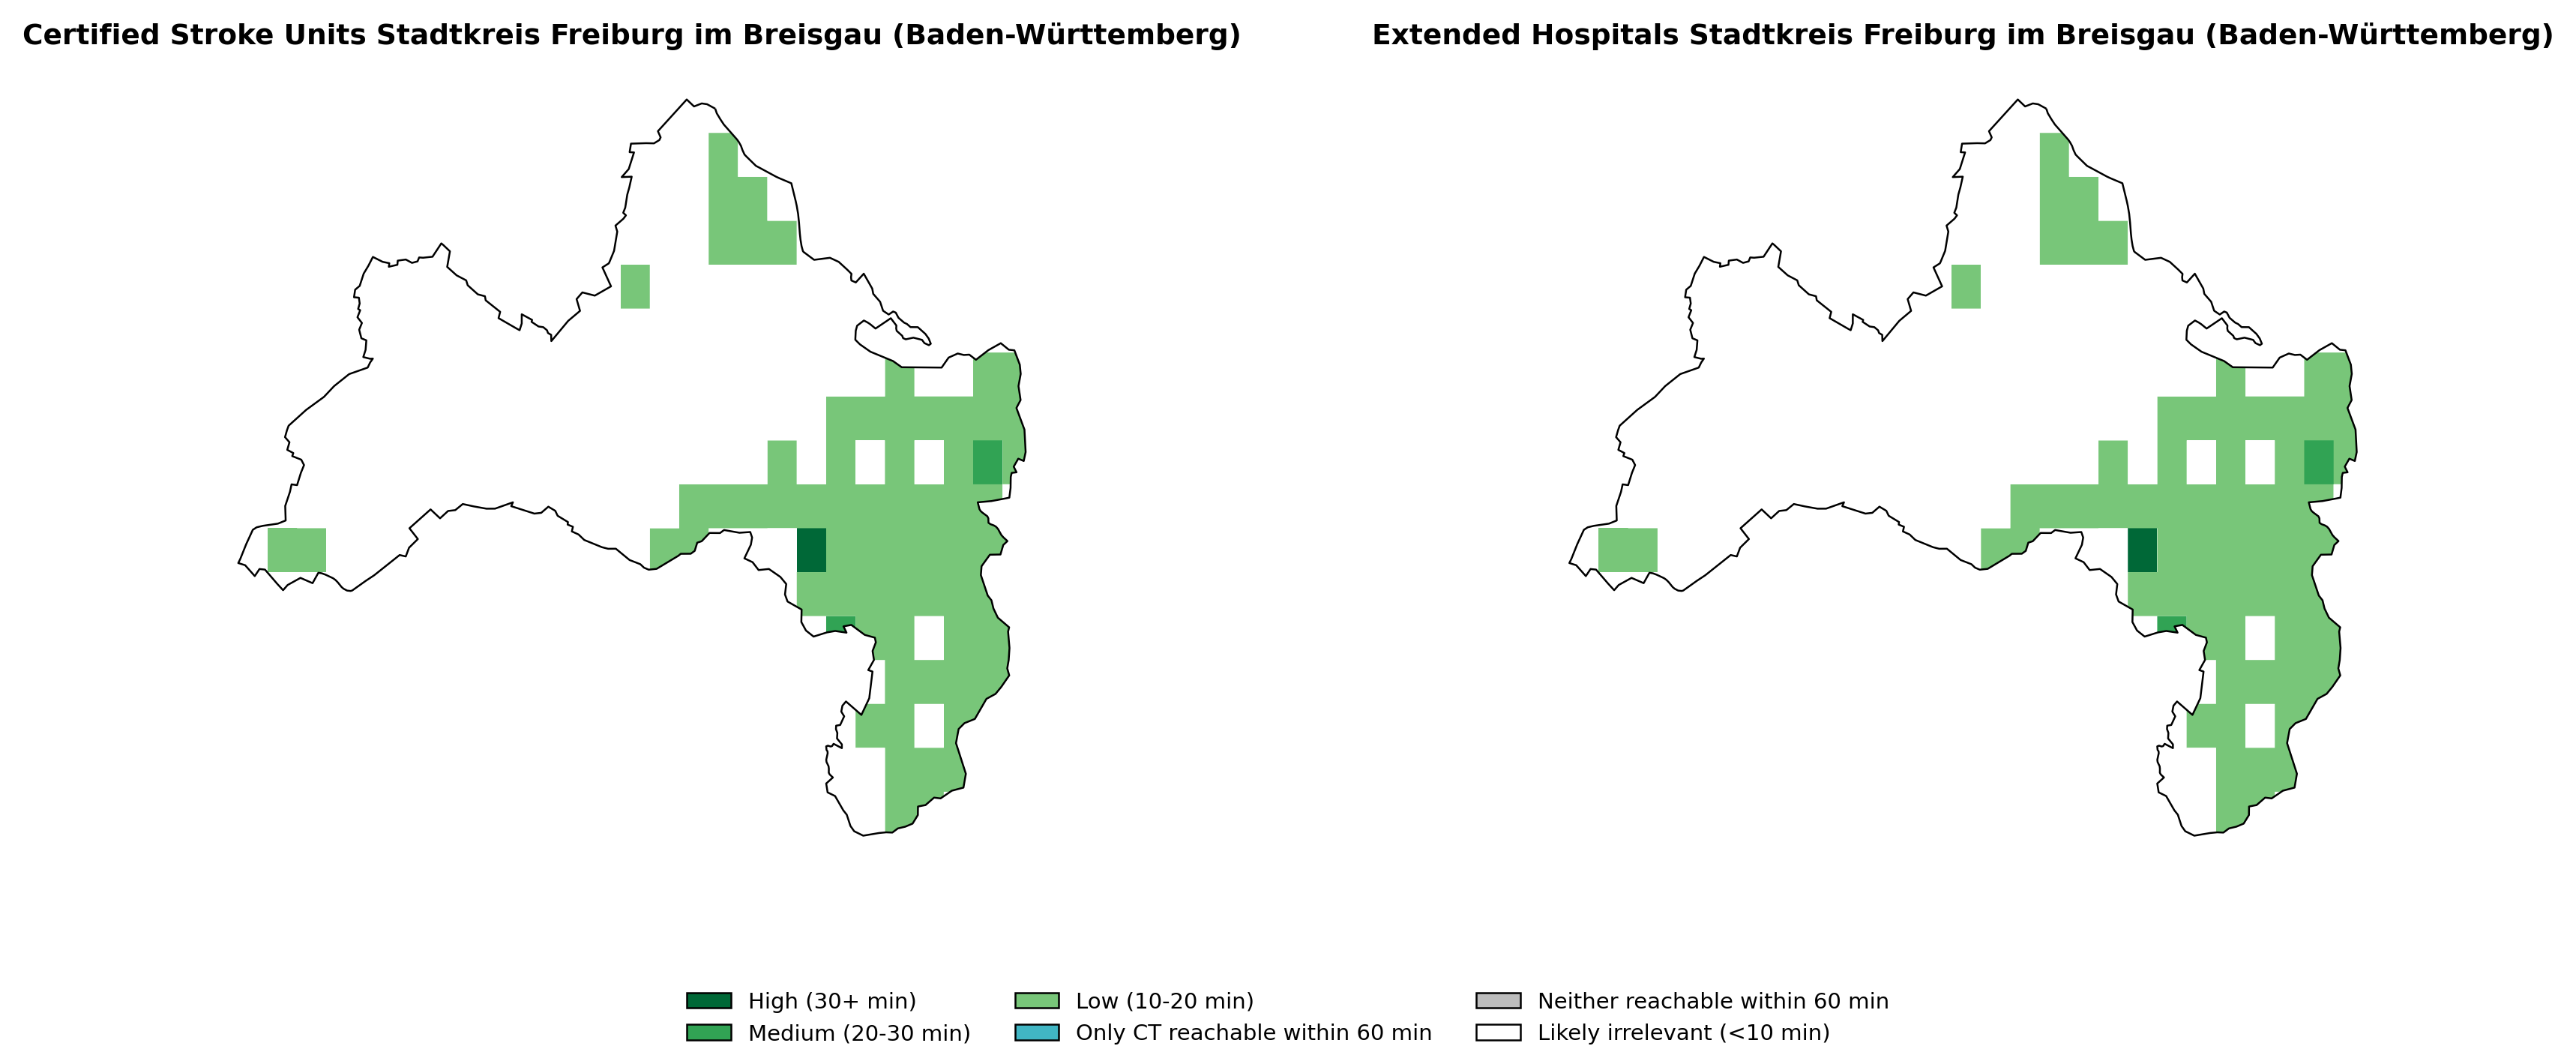 Certified Stroke Units Stadtkreis Freiburg im Breisgau (Baden-Württemberg)
Extended Hospitals Stadtkreis Freiburg im Breisgau (Baden-Württemberg)
High (30+ min)
Medium (20-30 min)
Low (10-20 min)
Only CT reachable within 60 min
Neither reachable within 60 min
Likely irrelevant (<10 min)